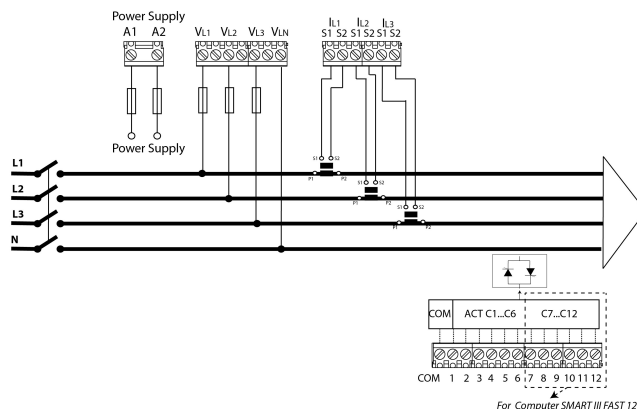 Power Supply
A1 A2
VL1 VL2 VL3 VLN
IL1 IL2 IL3
S1 S2 S1 S2 S1 S2
Power Supply
L1
S1 S2
P1 P2
L2
S1 S2
P1 P2
L3
S1 S2
P1 P2
N
COM ACT C1...C6 C7...C12
COM 1 2 3 4 5 6 7 8 9 10 11 12
For Computer SMART III FAST 12